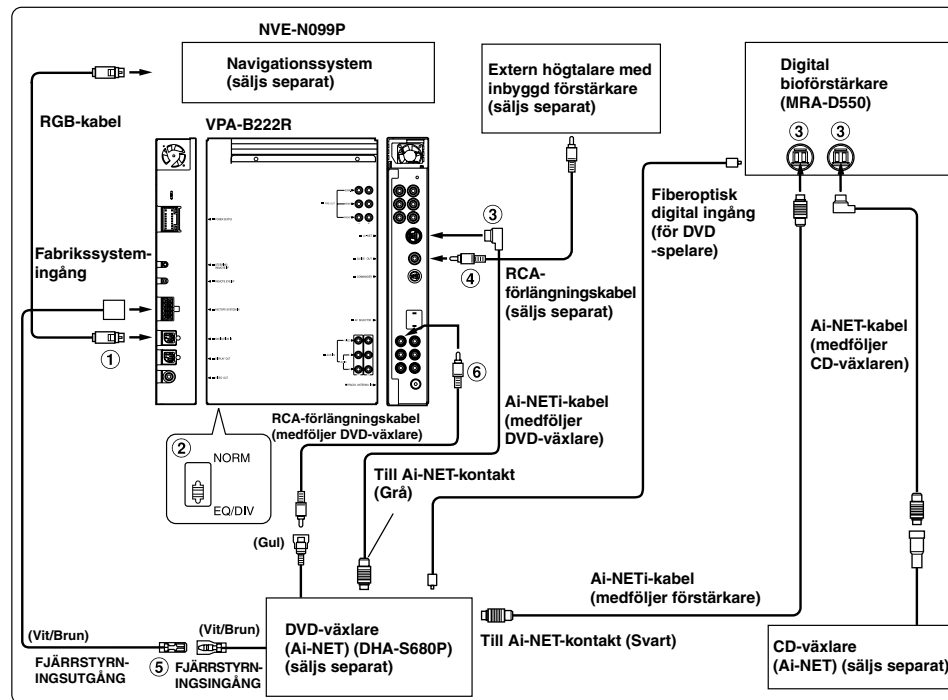 NVE-N099P
Navigationssystem
(säljs separat)
Extern högtalare med
inbyggd förstärkare
(säljs separat)
Digital
bioförstärkare
(MRA-D550)
RGB-kabel
VPA-B222R
3
3
Fiberoptisk
digital ingång
(för DVD
-spelare)
3
4
Fabrikssystem-
ingång
RCA-
förlängningskabel
(säljs separat)
Ai-NET-kabel
(medföljer
CD-växlaren)
1
6
RCA-förlängningskabel
(medföljer DVD-växlare)
Ai-NETi-kabel
(medföljer
DVD-växlare)
2
NORM
EQ/DIV
Till Ai-NET-kontakt
(Grå)
(Gul)
Ai-NETi-kabel
(medföljer förstärkare)
(Vit/Brun)
(Vit/Brun)
DVD-växlare
(Ai-NET) (DHA-S680P)
(säljs separat)
Till Ai-NET-kontakt (Svart)
CD-växlare
(Ai-NET) (säljs separat)
FJÄRRSTYRN-
INGSUTGÅNG
5
FJÄRRSTYRN-
INGSINGÅNG